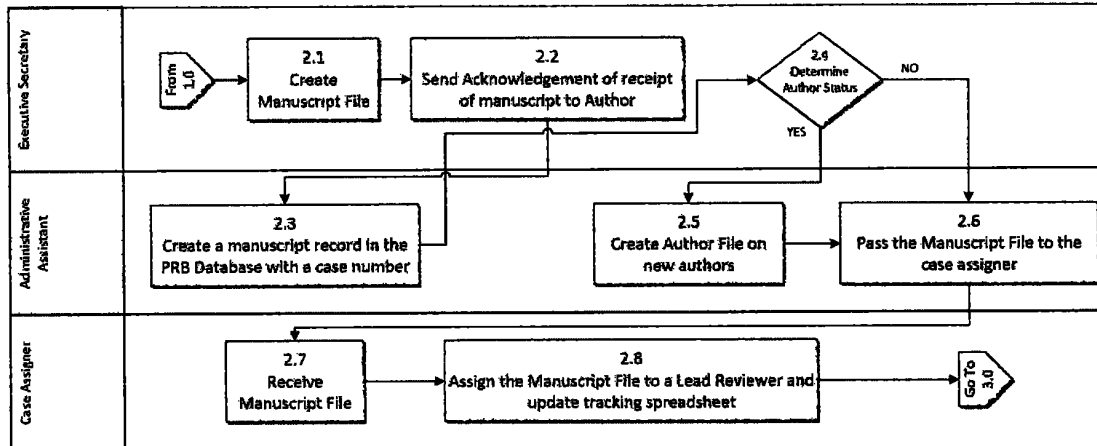 Executive Secretary
From
1.0
2.1
Create
Manuscript File
2.2
Send Acknowledgement of receipt
of manuscript to Author
2.4
Determine
Author Status
NO
YES
Administrative
Assistant
2.3
Create a manuscript record in the
PRB Database with a case number
2.5
Create Author File on
new authors
2.6
Pass the Manuscript File to the
case assigner
Case Assigner
2.7
Receive
Manuscript File
2.8
Assign the Manuscript File to a Lead Reviewer and
update tracking spreadsheet
Go To
3.0